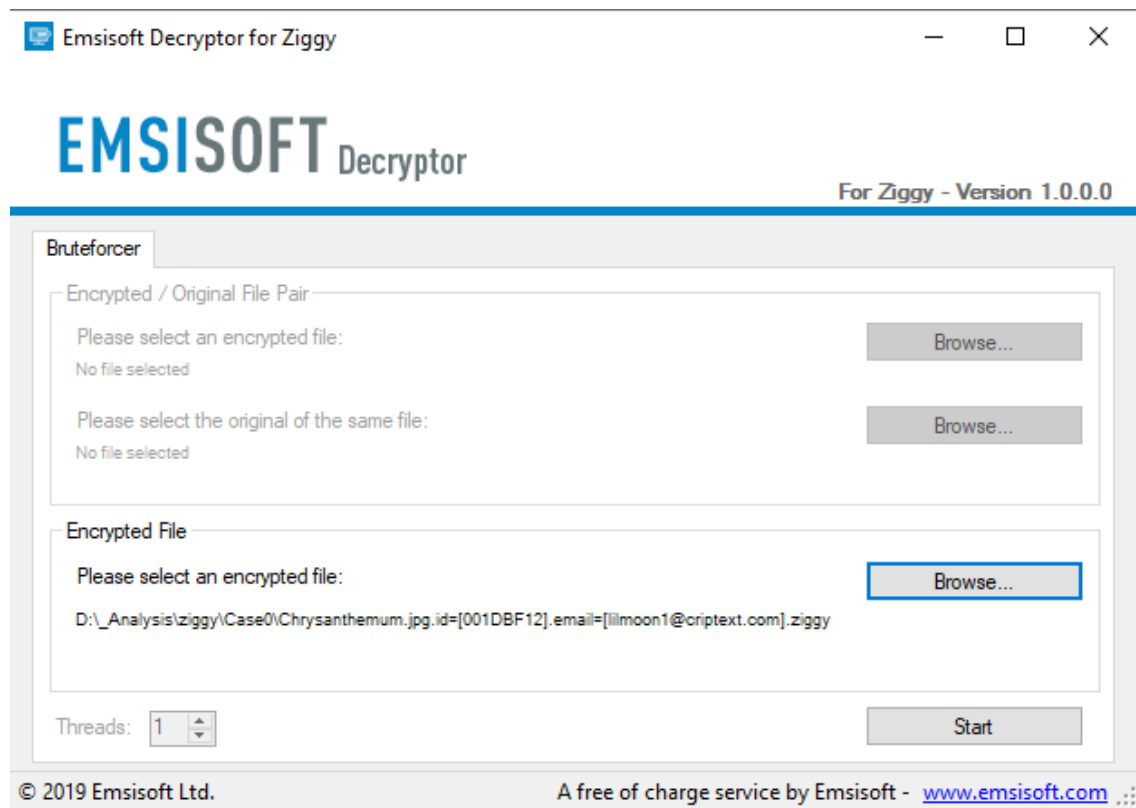 Emsisoft Decryptor for Ziggy
EMSISOFT Decryptor
For Ziggy - Version 1.0.0.0
Bruteforcer
Encrypted / Original File Pair
Please select an encrypted file:
Browse...
No file selected
Please select the original of the same file:
Browse...
No file selected
Encrypted File
Please select an encrypted file:
Browse...
D:\_Analysis\ziggy\Case0\Chrysanthemum.jpg.id=[001DBF12].email=[lilmoon1@criptext.com].ziggy
Threads: 1
Start
© 2019 Emsisoft Ltd.
A free of charge service by Emsisoft - www.emsisoft.com